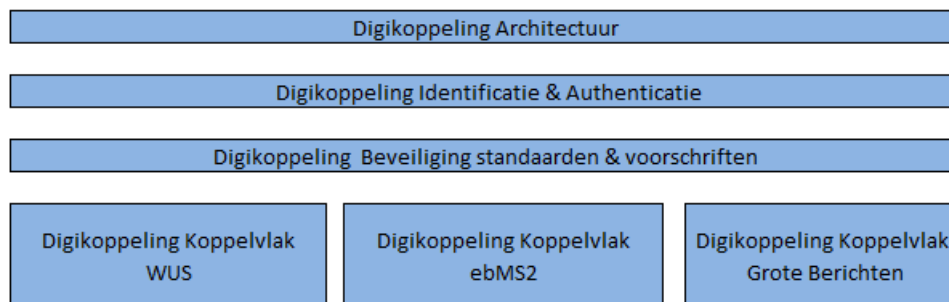 Digikoppeling Architectuur
Digikoppeling Identificatie & Authenticatie
Digikoppeling Beveiliging standaarden & voorschriften
Digikoppeling Koppelvlak
WUS
Digikoppeling Koppelvlak
ebMS2
Digikoppeling Koppelvlak
Grote Berichten